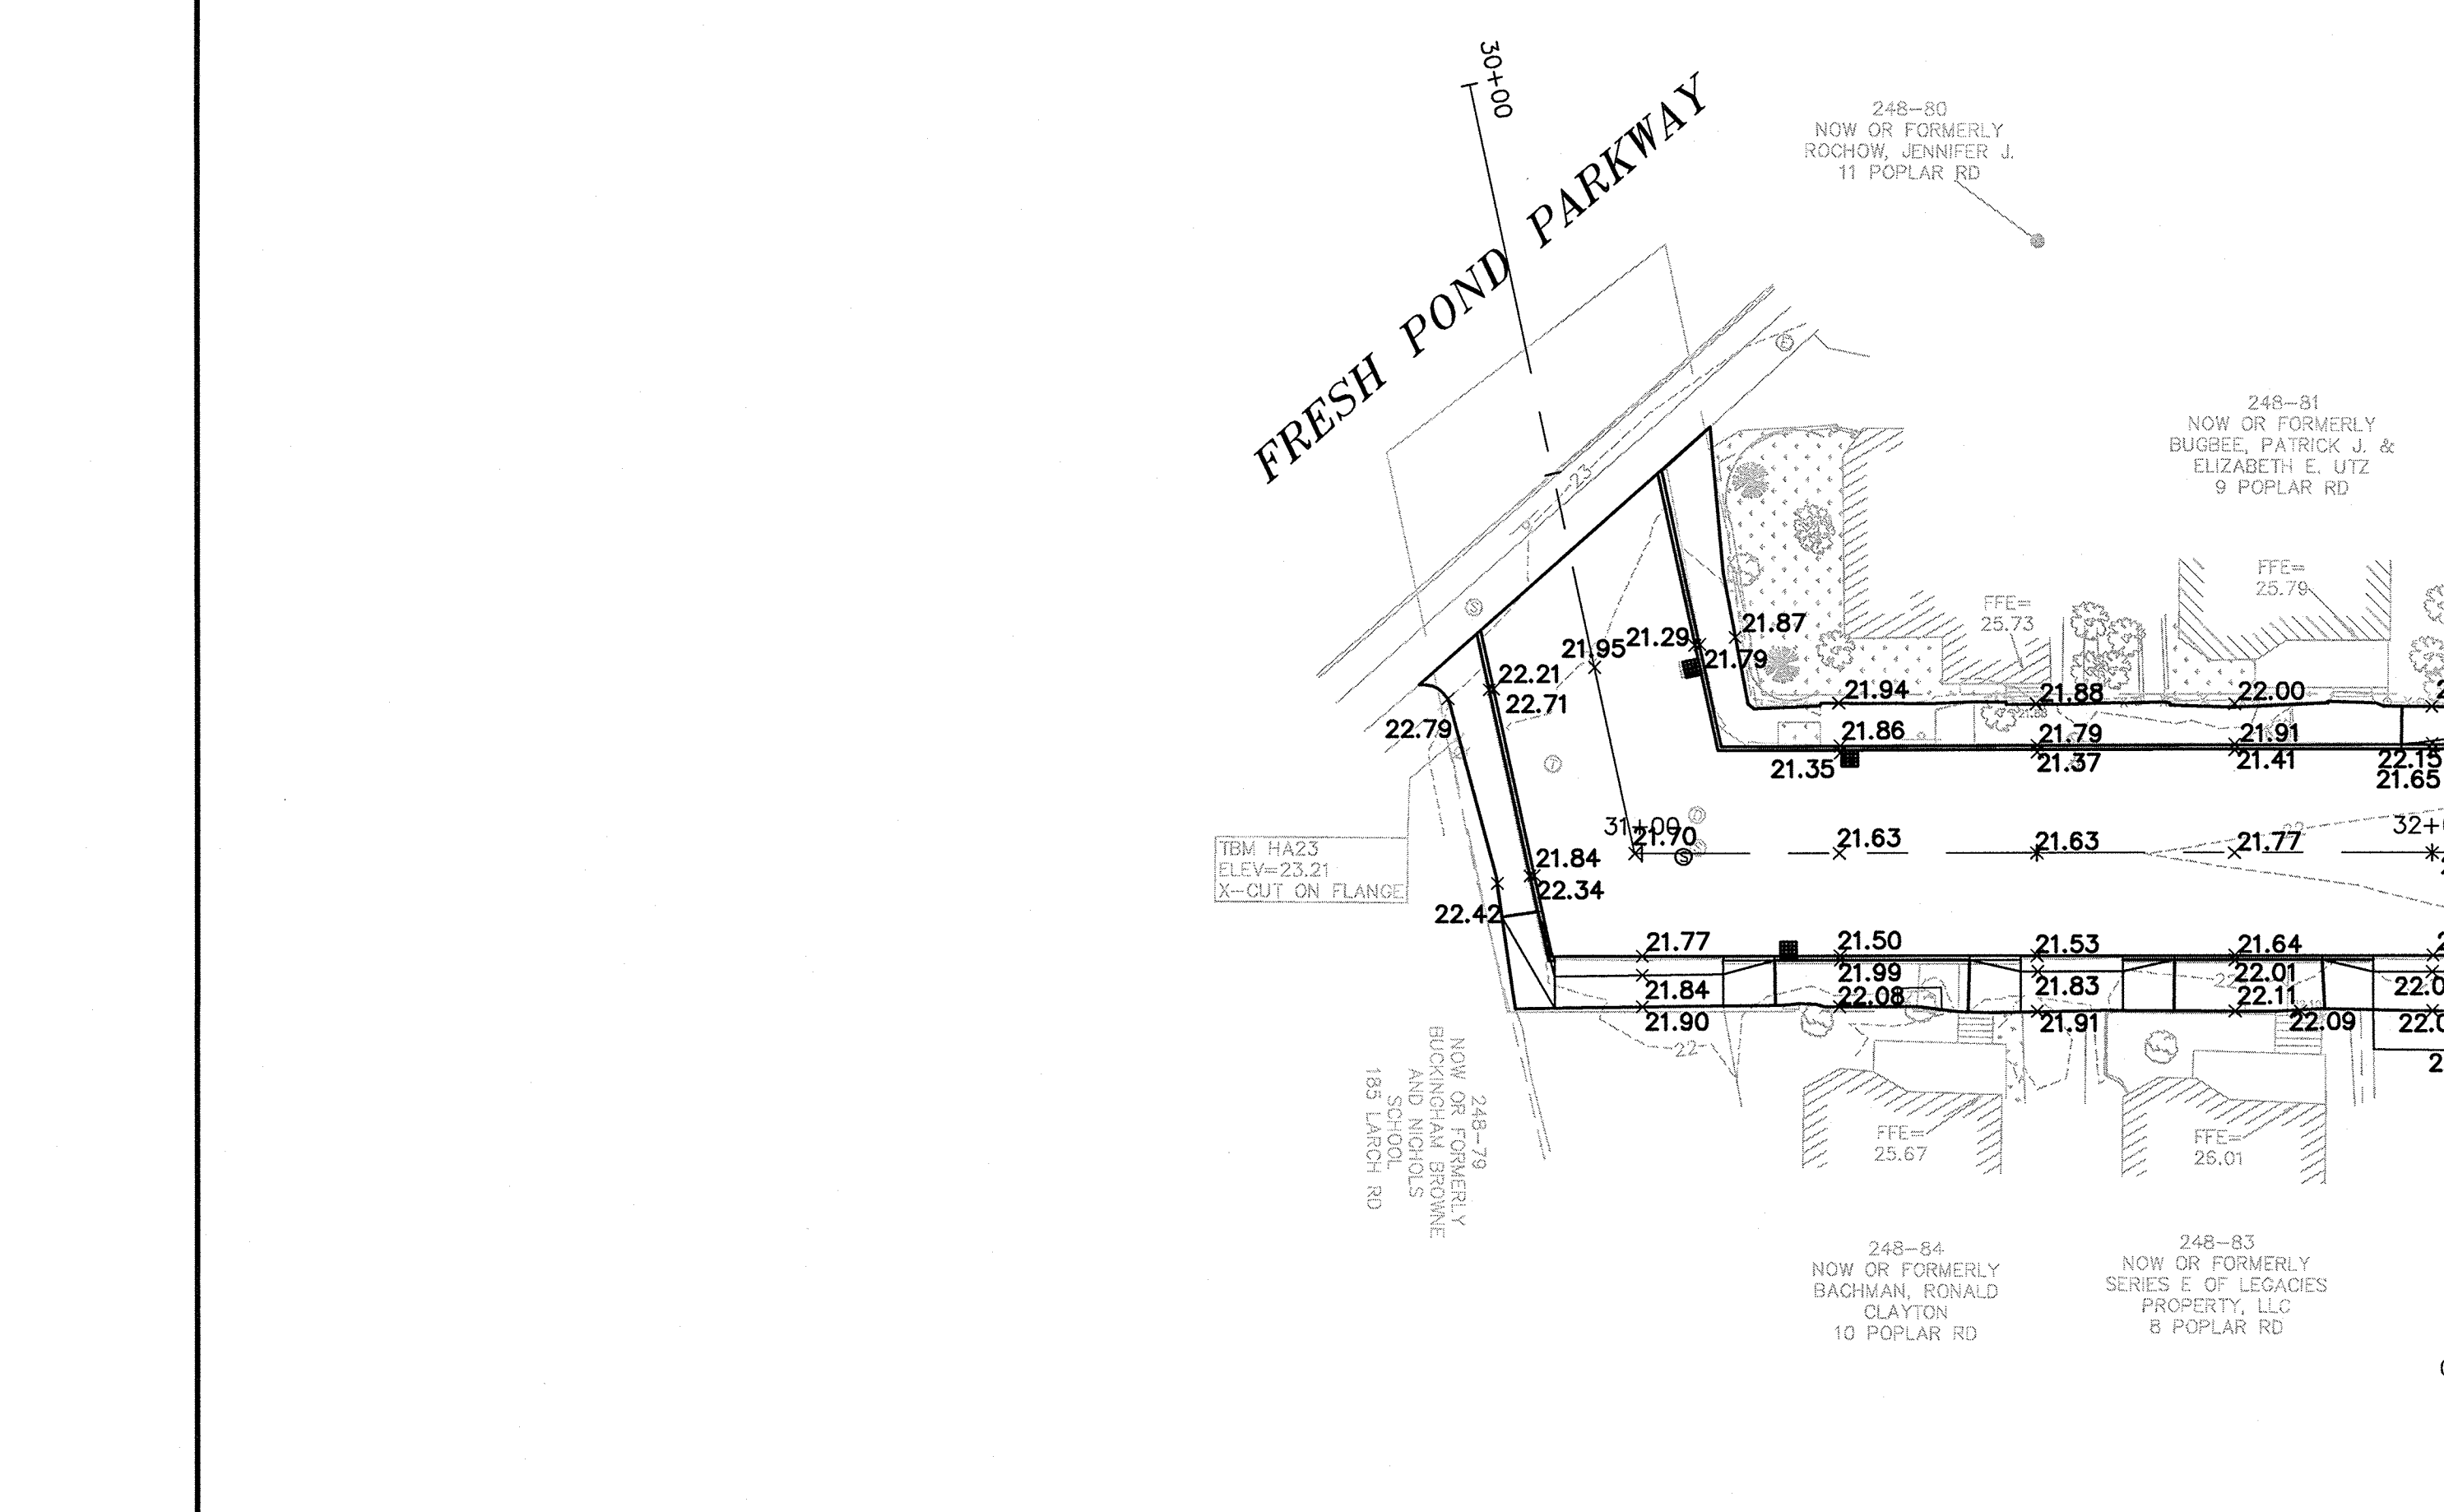 30+00
FRESH POND PARKWAY
248-80
NOW OR FORMERLY
ROCHOW, JENNIFER J.
11 POPLAR RD
248-81
NOW OR FORMERLY
BUGBEE, PATRICK J. &
ELIZABETH E. UTZ
9 POPLAR RD
23
E
S
FFE=
25.79
FFE=
25.73
21.87
21.29
21.95
21.79
22.21
22.71
22.79
21.94
21.88
22.00
21.86
21.79
21.91
21.35
21.37
21.41
22.15
21.65
T
D
31+00
21.70
S
21.63
21.63
21.77
22
32+
TBM HA23
ELEV=23.21
X-CUT ON FLANGE
21.84
22.34
22.42
21.77
21.50
21.53
21.64
21.99
22.01
21.84
22.08
21.83
22
22.11
22.0
21.90
21.91
22.09
22.0
22
2
248-79
NOW OR FORMERLY
BUCKINGHAM BROWNE
AND NICHOLS
SCHOOL
185 LARCH RD
FFE=
25.67
FFE=
26.01
248-84
NOW OR FORMERLY
BACHMAN, RONALD
CLAYTON
10 POPLAR RD
248-83
NOW OR FORMERLY
SERIES E OF LEGACIES
PROPERTY, LLC
8 POPLAR RD